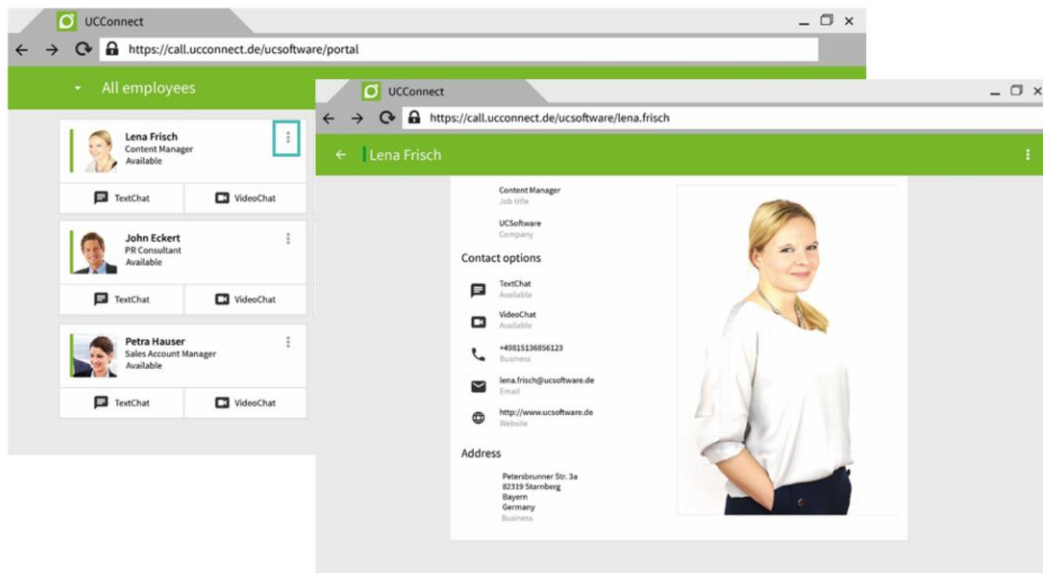 UCConnect
https://call.ucconnect.de/ucsoftware/portal
All employees
Lena Frisch
Content Manager
Available
TextChat
VideoChat
John Eckert
PR Consultant
Available
TextChat
VideoChat
Petra Hauser
Sales Account Manager
Available
TextChat
VideoChat
UCConnect
https://call.ucconnect.de/ucsoftware/lena.frisch
Lena Frisch
Content Manager
Job title
UCSoftware
Company
Contact options
TextChat
Available
VideoChat
Available
+49815136856123
Business
lena.frisch@ucsoftware.de
Email
http://www.ucsoftware.de
Website
Address
Petersbrunner Str. 3a
82319 Starnberg
Bayern
Germany
Business